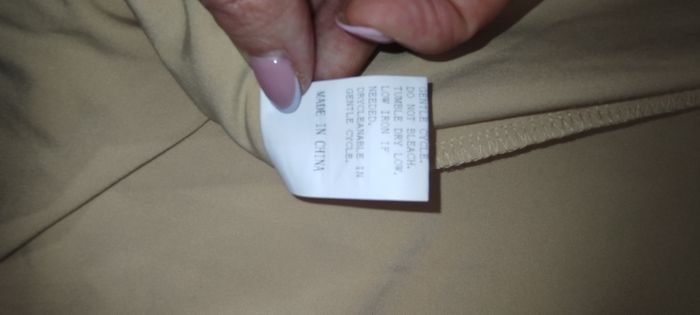 GENTLE CYCLE.
DO NOT BLEACH.
TUMBLE DRY LOW.
LOW IRON IF
NEEDED.
DRYCLEANABLE IN
GENTLE CYCLE.
MADE IN CHINA